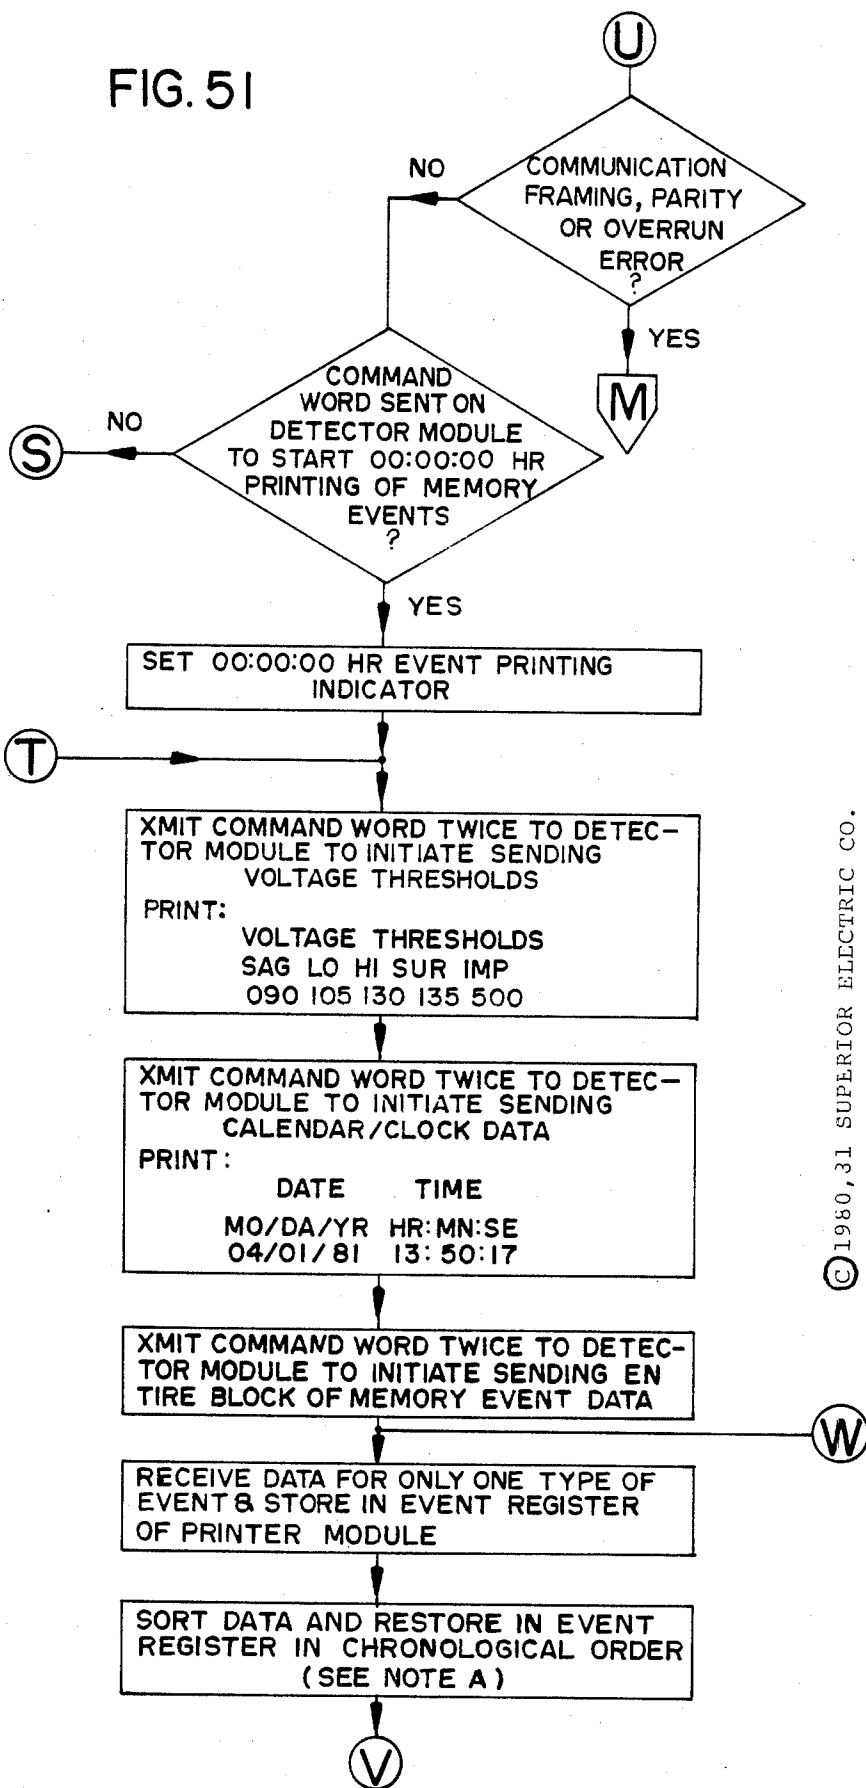 FIG. 51
U
COMMUNICATION
FRAMING, PARITY
OR OVERRUN
ERROR
?
NO
YES
M
COMMAND
WORD SENT ON
DETECTOR MODULE
TO START 00:00:00 HR
PRINTING OF MEMORY
EVENTS
?
NO
S
YES
SET 00:00:00 HR EVENT PRINTING
INDICATOR
T
XMIT COMMAND WORD TWICE TO DETEC-
TOR MODULE TO INITIATE SENDING
VOLTAGE THRESHOLDS
PRINT:
VOLTAGE THRESHOLDS
SAG LO HI SUR IMP
090 105 130 135 500
XMIT COMMAND WORD TWICE TO DETEC-
TOR MODULE TO INITIATE SENDING
CALENDAR/CLOCK DATA
PRINT:
DATE TIME
MO/DA/YR HR:MN:SE
04/01/81 13:50:17
XMIT COMMAND WORD TWICE TO DETEC-
TOR MODULE TO INITIATE SENDING EN
TIRE BLOCK OF MEMORY EVENT DATA
W
RECEIVE DATA FOR ONLY ONE TYPE OF
EVENT & STORE IN EVENT REGISTER
OF PRINTER MODULE
SORT DATA AND RESTORE IN EVENT
REGISTER IN CHRONOLOGICAL ORDER
(SEE NOTE A)
V
©1980,31 SUPERIOR ELECTRIC CO.